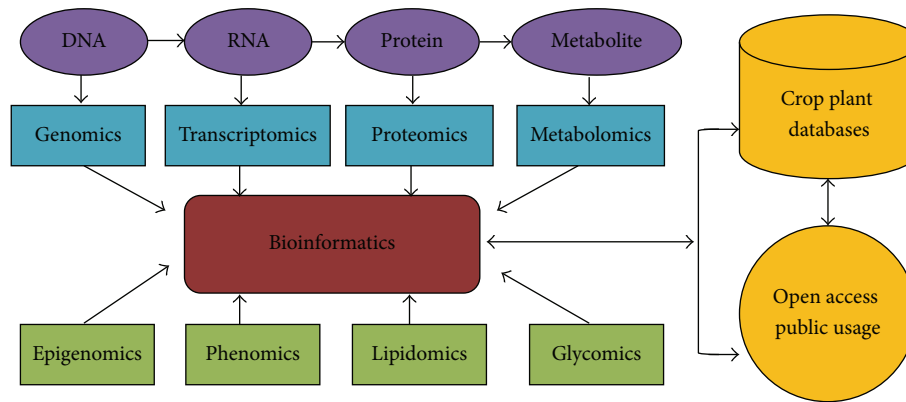 DNA
RNA
Protein
Metabolite
Genomics
Transcriptomics
Proteomics
Metabolomics
Crop plant
databases
Bioinformatics
Epigenomics
Phenomics
Lipidomics
Glycomics
Open access
public usage